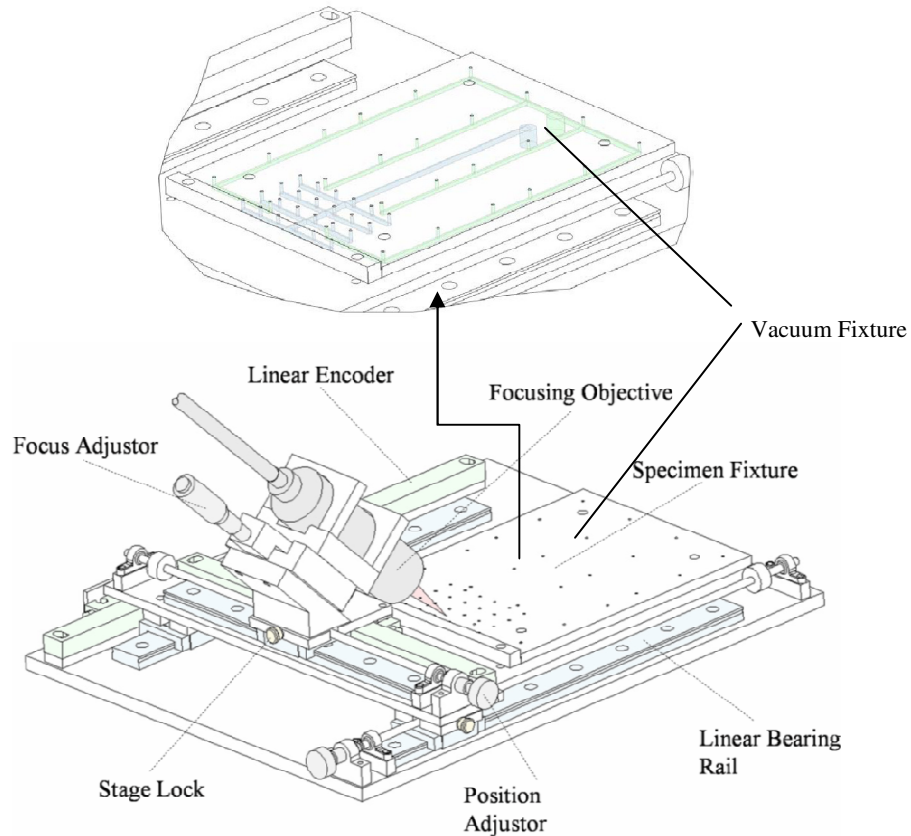 Vacuum Fixture
Linear Encoder
Focusing Objective
Focus Adjustor
Specimen Fixture
Linear Bearing
Rail
Stage Lock
Position
Adjustor